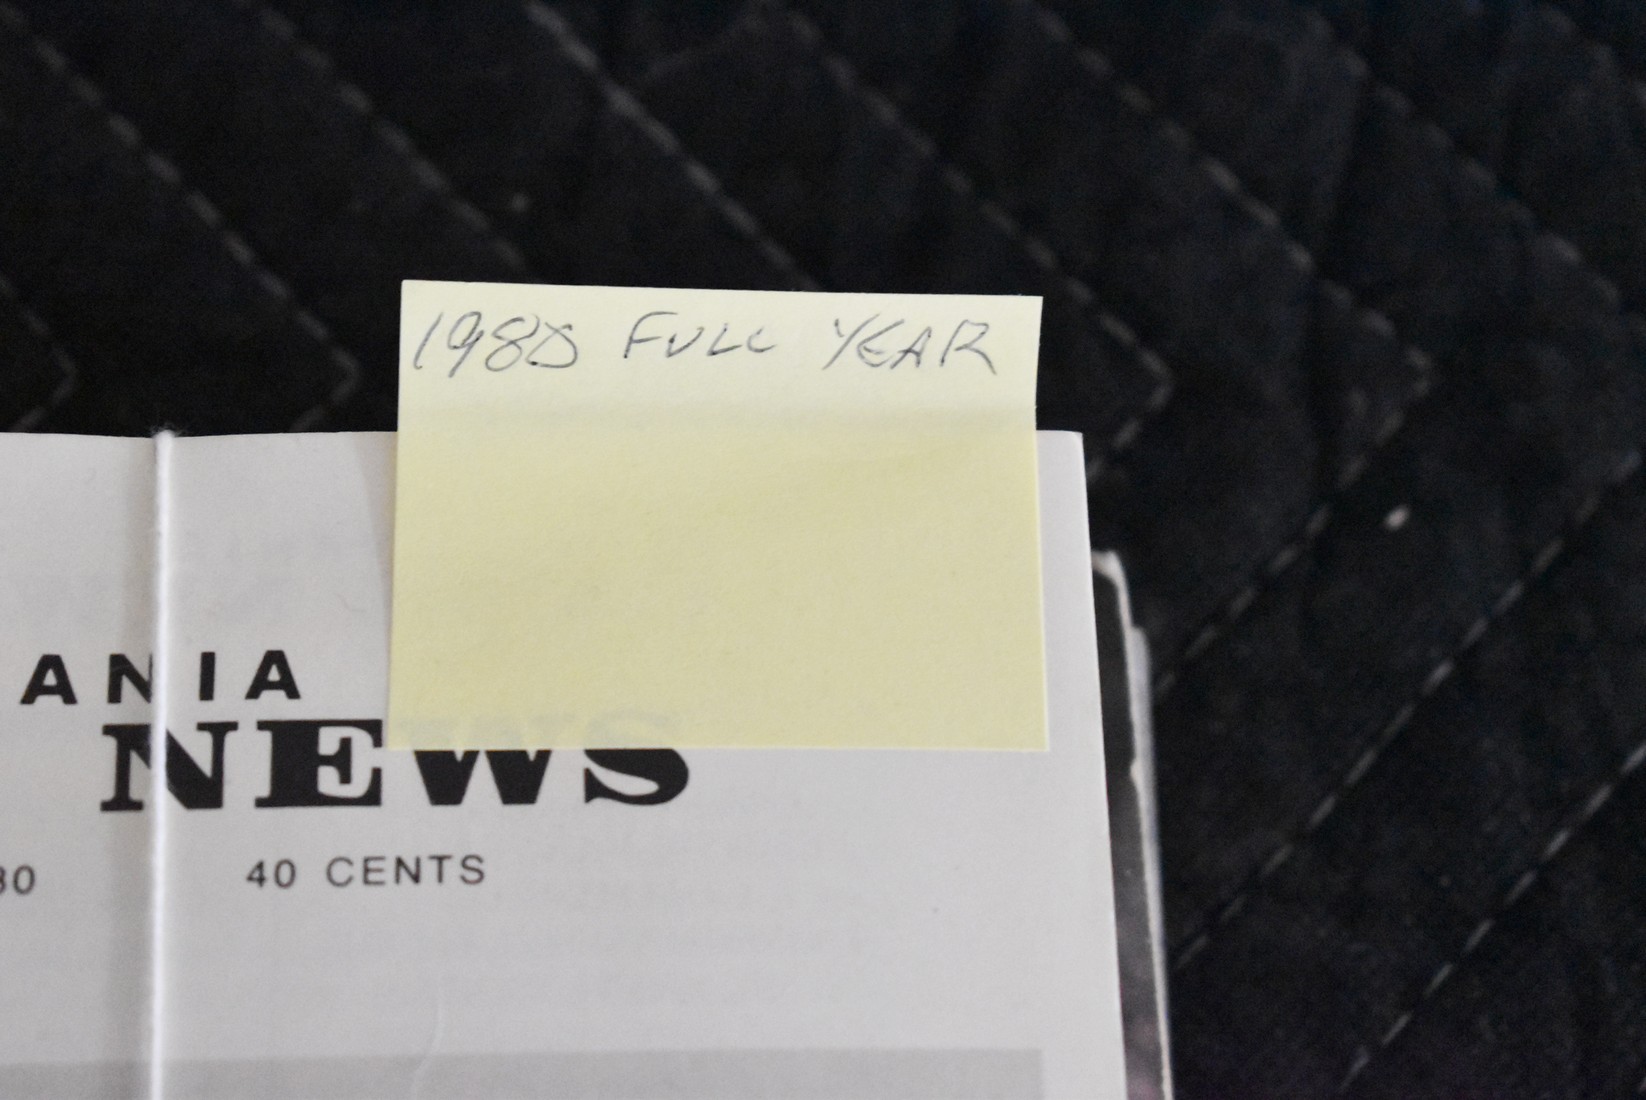 1980 FULL YEAR
ANIA
NEWS
80 40 CENTS